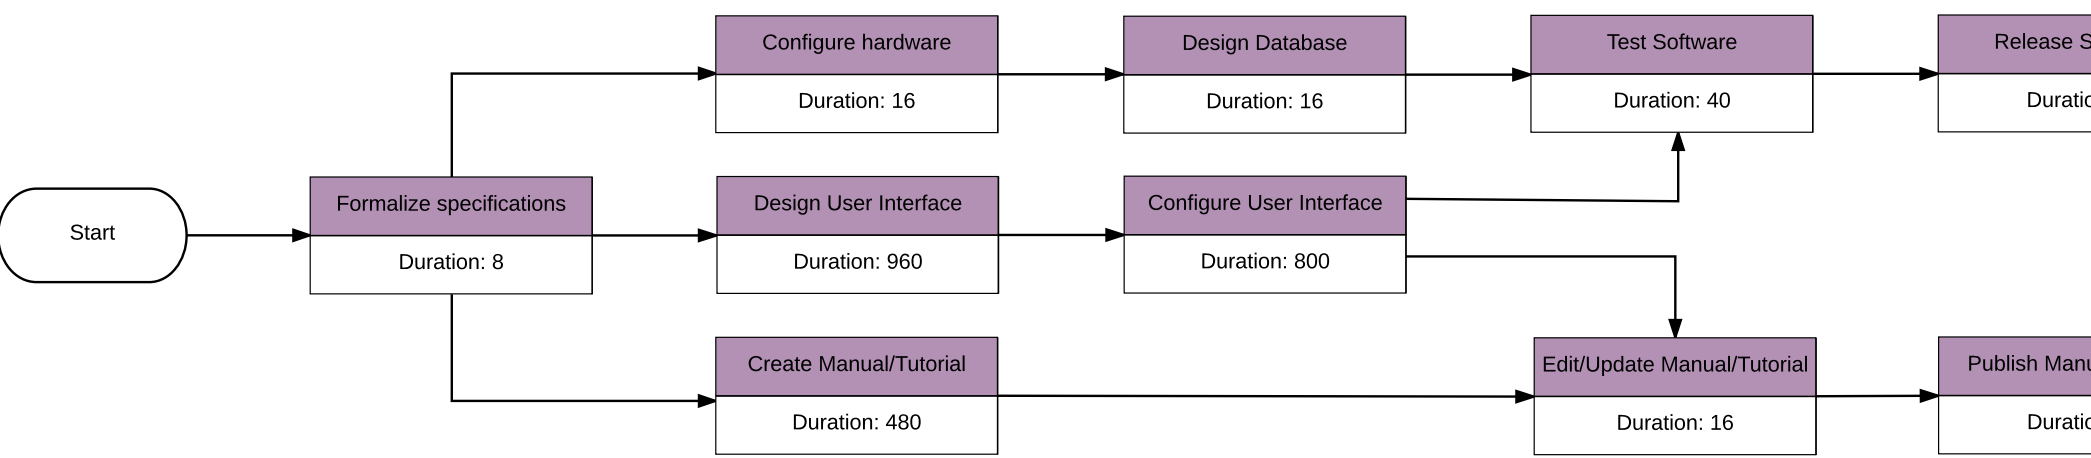 Configure hardware
Duration: 16
Design Database
Duration: 16
Test Software
Duration: 40
Release
Start
Formalize specifications
Duration: 8
Design User Interface
Duration: 960
Configure User Interface
Duration: 800
Create Manual/Tutorial
Duration: 480
Edit/Update Manual/Tutorial
Duration: 16
Publish